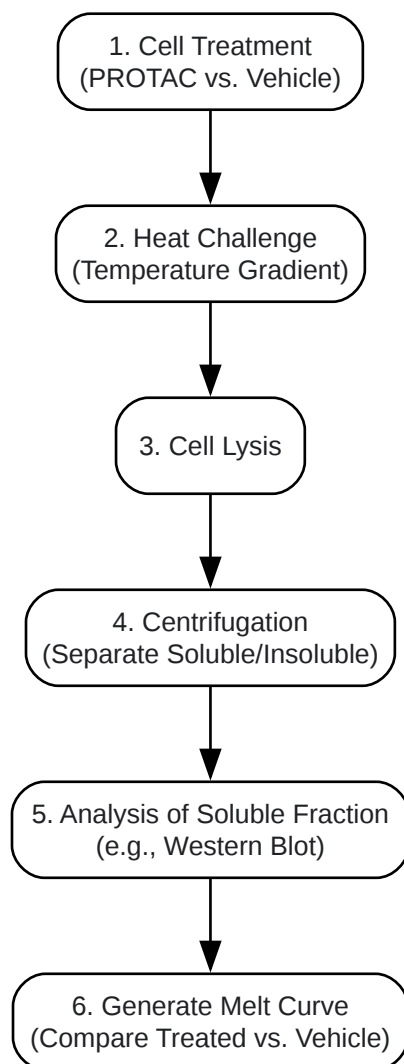 1. Cell Treatment
(PROTAC vs. Vehicle)
2. Heat Challenge
(Temperature Gradient)
3. Cell Lysis
4. Centrifugation
(Separate Soluble/Insoluble)
5. Analysis of Soluble Fraction
(e.g., Western Blot)
6. Generate Melt Curve
(Compare Treated vs. Vehicle)